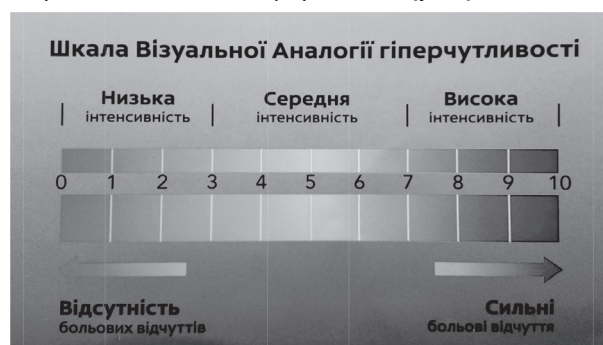 Шкала Візуальної Аналогії гіперчутливості
Низька Середня Висока
інтенсивність інтенсивність інтенсивність
0 1 2 3 4 5 6 7 8 9 10
Відсутність Сильні
больових відчуттів больові відчуття